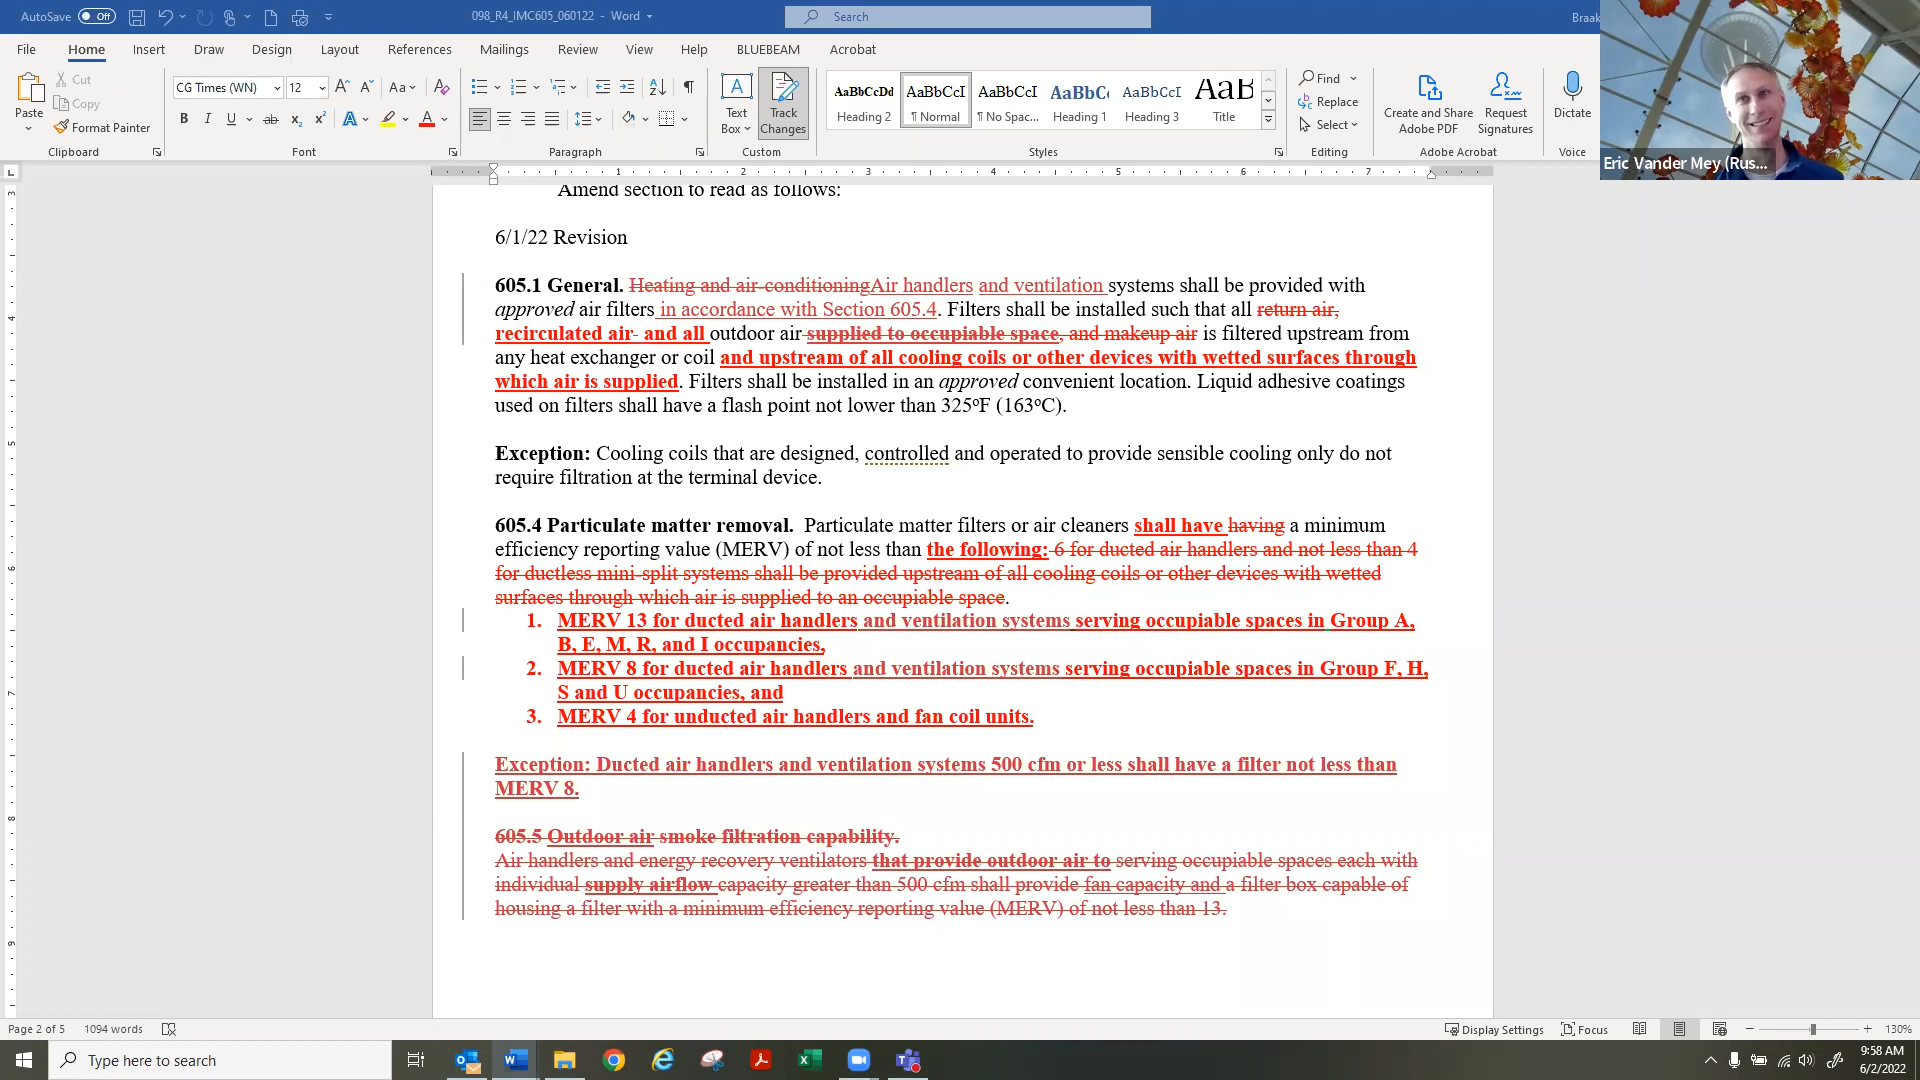 AutoSave Off 098_R4_IMC605_060122 - Word Search Braak
File Home Insert Draw Design Layout References Mailings Review View Help BLUEBEAM Acrobat
Paste Cut Copy Format Painter
CG Times (WN) 12 Aa
B I U ab x₂ x² A A
Text Box Track Changes
AaBbCcDd AaBbCcI AaBbCcI AaBbC AaBbCcI AaB
Heading 2 ¶ Normal ¶ No Spac... Heading 1 Heading 3 Title
Find Replace Select
Create and Share Adobe PDF Request Signatures Dictate
Clipboard Font Paragraph Custom Styles Editing Adobe Acrobat Voice
Eric Vander Mey (Rus...
1 2 3 4 5 6 7
Amend section to read as follows:
6/1/22 Revision
605.1 General. Heating and air-conditioningAir handlers and ventilation systems shall be provided with
approved air filters in accordance with Section 605.4. Filters shall be installed such that all return air,
recirculated air- and all outdoor air supplied to occupiable space, and makeup air is filtered upstream from
any heat exchanger or coil and upstream of all cooling coils or other devices with wetted surfaces through
which air is supplied. Filters shall be installed in an approved convenient location. Liquid adhesive coatings
used on filters shall have a flash point not lower than 325ºF (163ºC).
Exception: Cooling coils that are designed, controlled and operated to provide sensible cooling only do not
require filtration at the terminal device.
605.4 Particulate matter removal. Particulate matter filters or air cleaners shall have having a minimum
efficiency reporting value (MERV) of not less than the following: 6 for ducted air handlers and not less than 4
for ductless mini-split systems shall be provided upstream of all cooling coils or other devices with wetted
surfaces through which air is supplied to an occupiable space.
1. MERV 13 for ducted air handlers and ventilation systems serving occupiable spaces in Group A,
B, E, M, R, and I occupancies,
2. MERV 8 for ducted air handlers and ventilation systems serving occupiable spaces in Group F, H,
S and U occupancies, and
3. MERV 4 for unducted air handlers and fan coil units.
Exception: Ducted air handlers and ventilation systems 500 cfm or less shall have a filter not less than
MERV 8.
605.5 Outdoor air smoke filtration capability.
Air handlers and energy recovery ventilators that provide outdoor air to serving occupiable spaces each with
individual supply airflow capacity greater than 500 cfm shall provide fan capacity and a filter box capable of
housing a filter with a minimum efficiency reporting value (MERV) of not less than 13.
Page 2 of 5 1094 words Display Settings Focus 130%
Type here to search
9:58 AM
6/2/2022